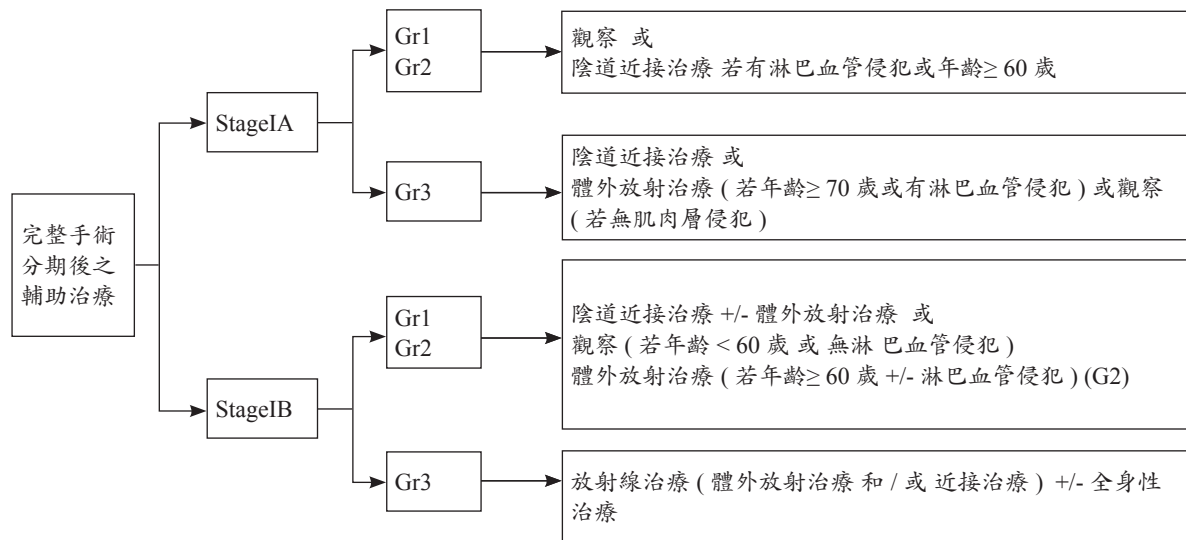 完整手術
分期後之
輔助治療
StageIA
Gr1
Gr2
觀察 或
陰道近接治療 若有淋巴血管侵犯或年齡≥ 60 歲
Gr3
陰道近接治療 或
體外放射治療 ( 若年齡≥ 70 歲或有淋巴血管侵犯 ) 或觀察
( 若無肌肉層侵犯 )
StageIB
Gr1
Gr2
陰道近接治療 +/- 體外放射治療 或
觀察 ( 若年齡 < 60 歲 或 無淋 巴血管侵犯 )
體外放射治療 ( 若年齡≥ 60 歲 +/- 淋巴血管侵犯 ) (G2)
Gr3
放射線治療 ( 體外放射治療 和 / 或 近接治療 ) +/- 全身性
治療